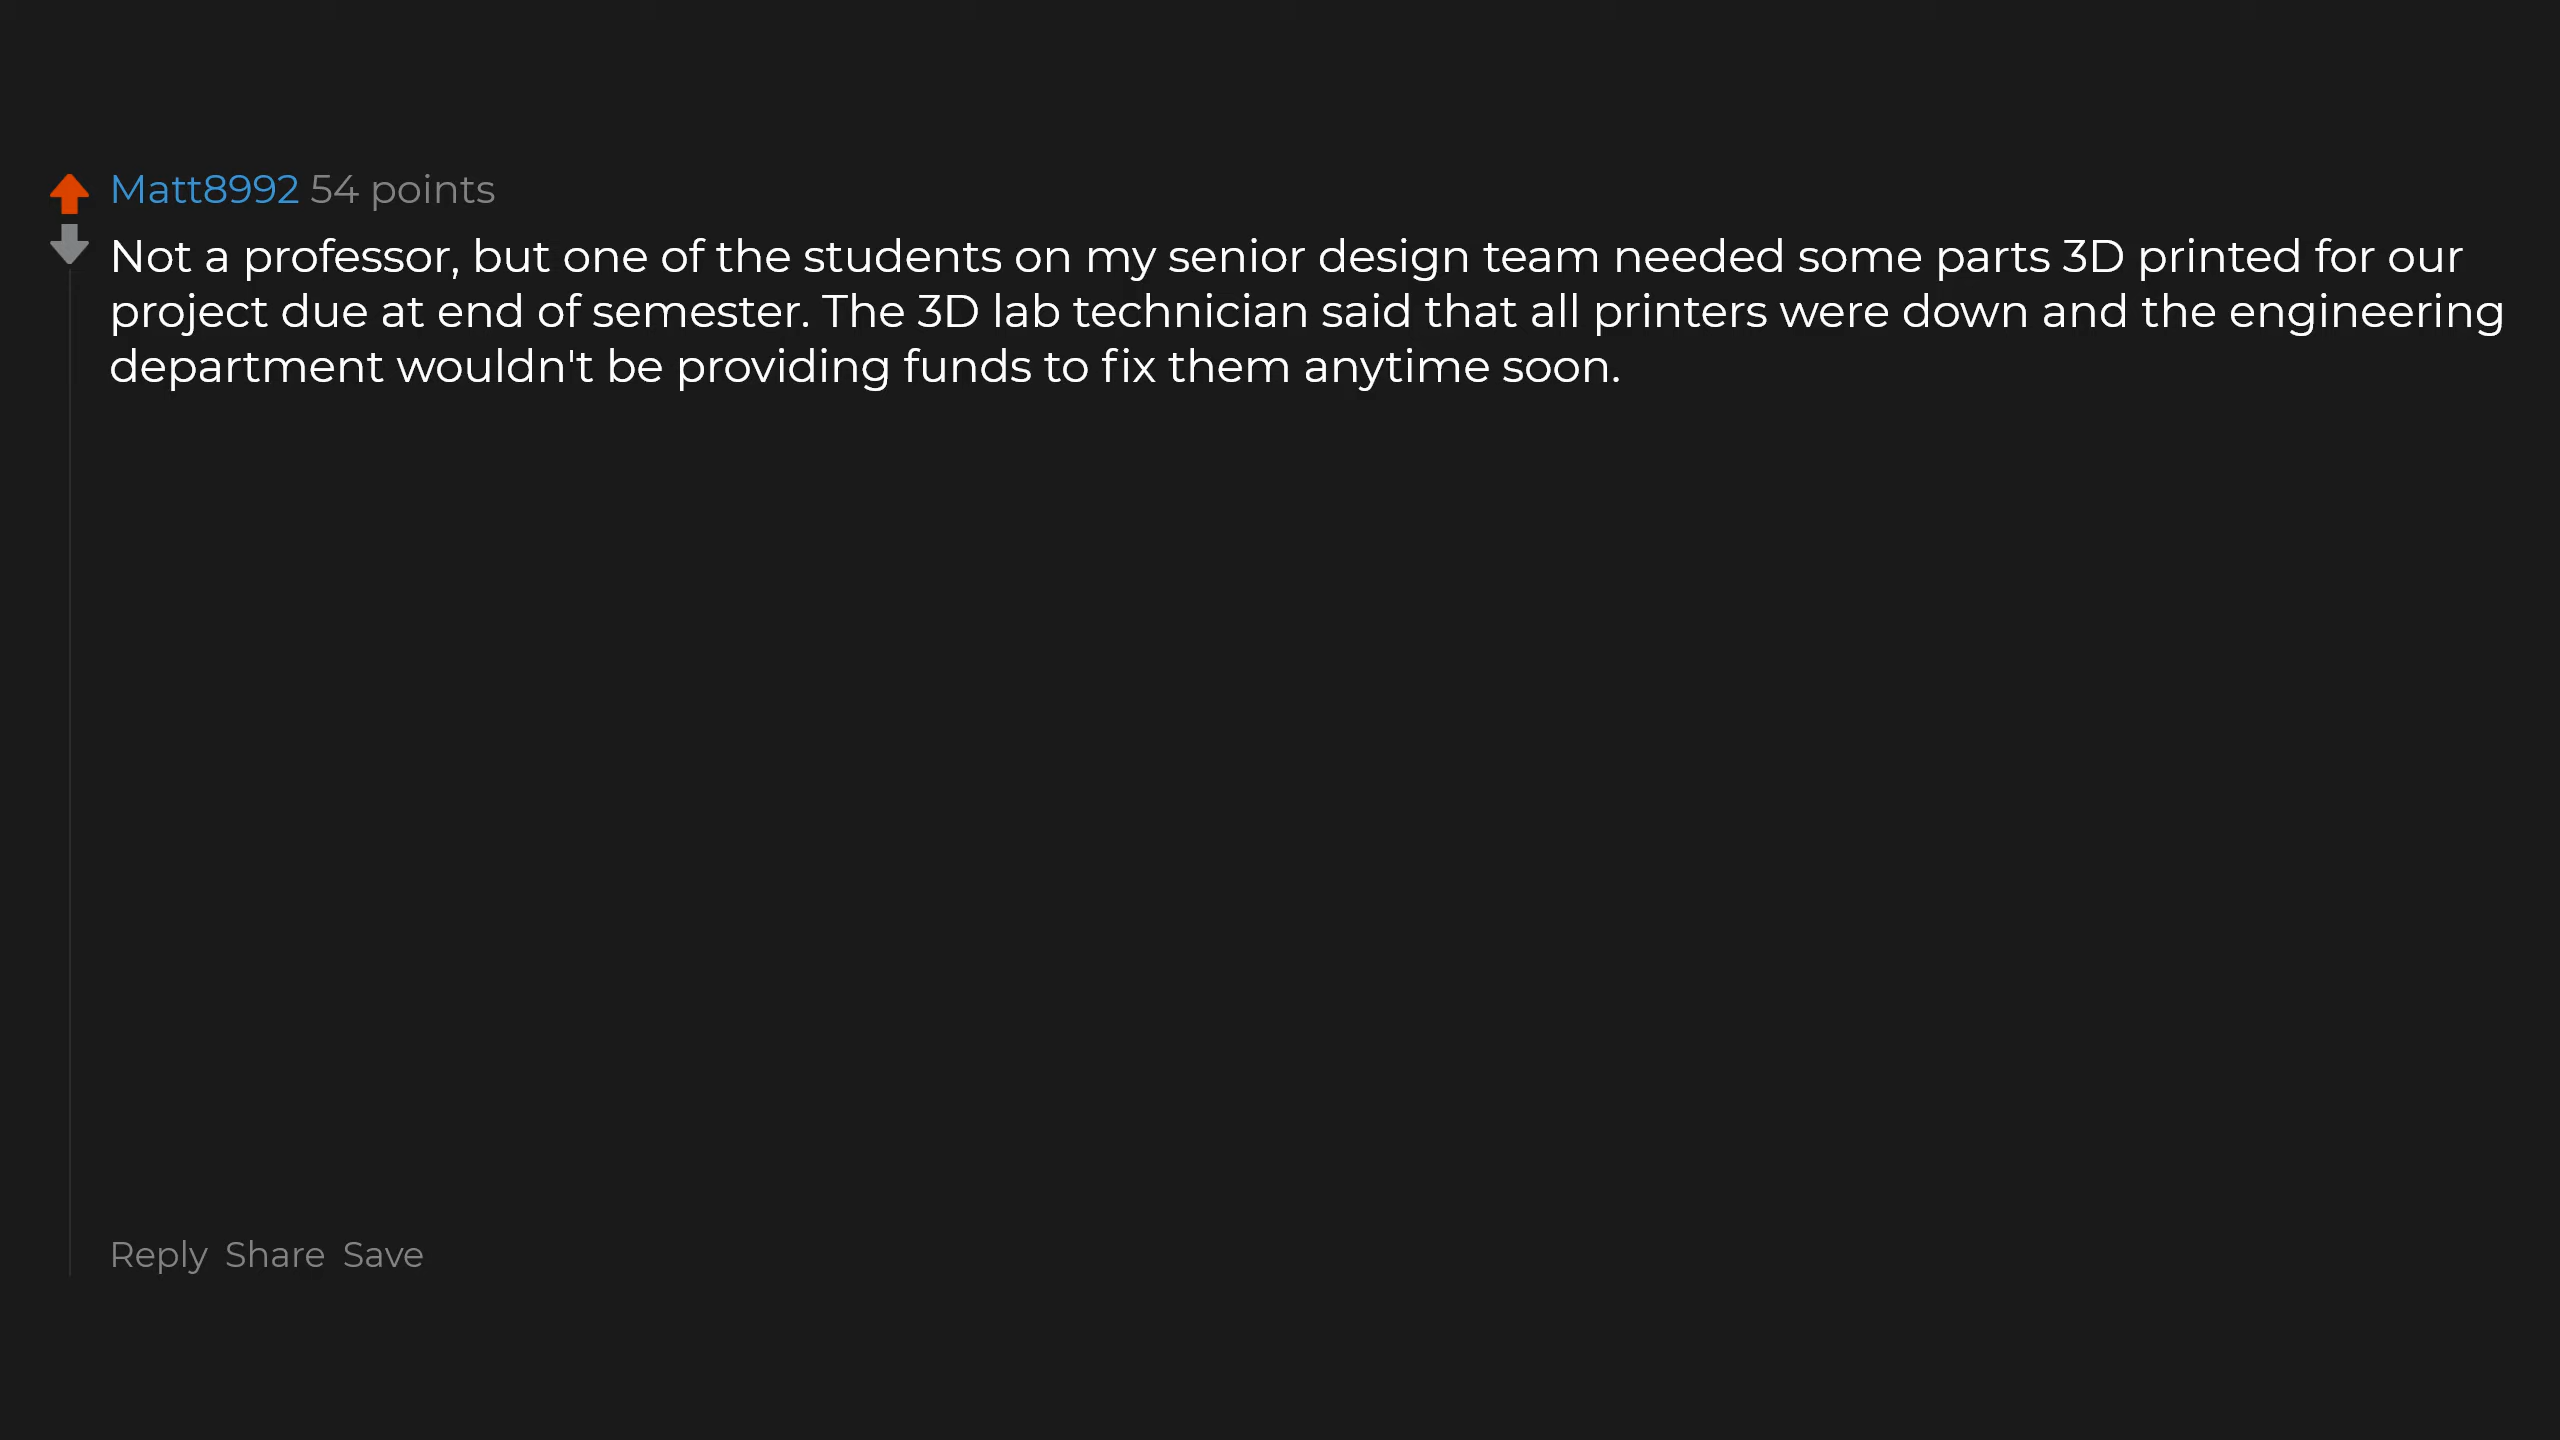 Matt8992 54 points
Not a professor, but one of the students on my senior design team needed some parts 3D printed for our
project due at end of semester. The 3D lab technician said that all printers were down and the engineering
department wouldn't be providing funds to fix them anytime soon.
Reply Share Save